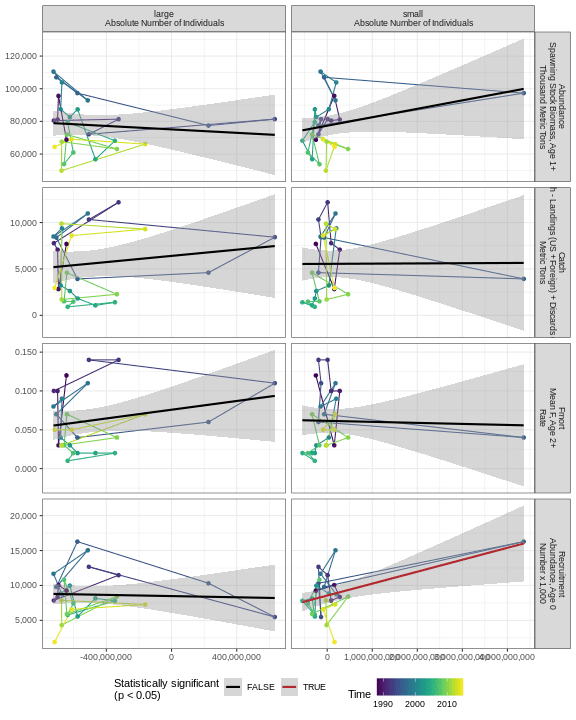 large
Absolute Number of Individuals
small
Absolute Number of Individuals
120,000
100,000
80,000
60,000
Abundance
Spawning Stock Biomass, Age 1+
Thousand Metric Tons
10,000
5,000
0
Catch
h - Landings (US +Foreign) + Discards
Metric Tons
0.150
0.100
0.050
0.000
Fmort
Mean F, Age 2+
Rate
20,000
15,000
10,000
5,000
Recruitment
Abundance, Age 0
Number x 1,000
-400,000,000
0
400,000,000
0
1,000,000,000
2,000,000,000
3,000,000,000
4,000,000,000
Statistically significant
(p < 0.05)
FALSE
TRUE
Time
1990
2000
2010